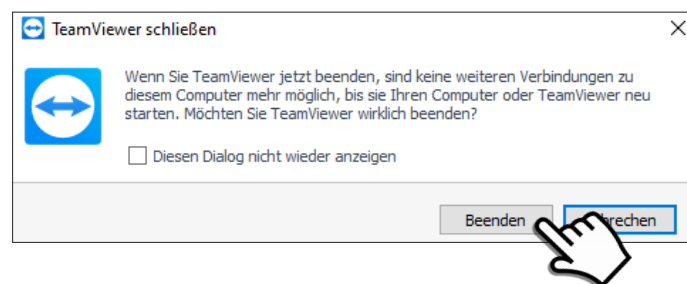 TeamViewer schließen
Wenn Sie TeamViewer jetzt beenden, sind keine weiteren Verbindungen zu
diesem Computer mehr möglich, bis sie Ihren Computer oder TeamViewer neu
starten. Möchten Sie TeamViewer wirklich beenden?
Diesen Dialog nicht wieder anzeigen
Beenden